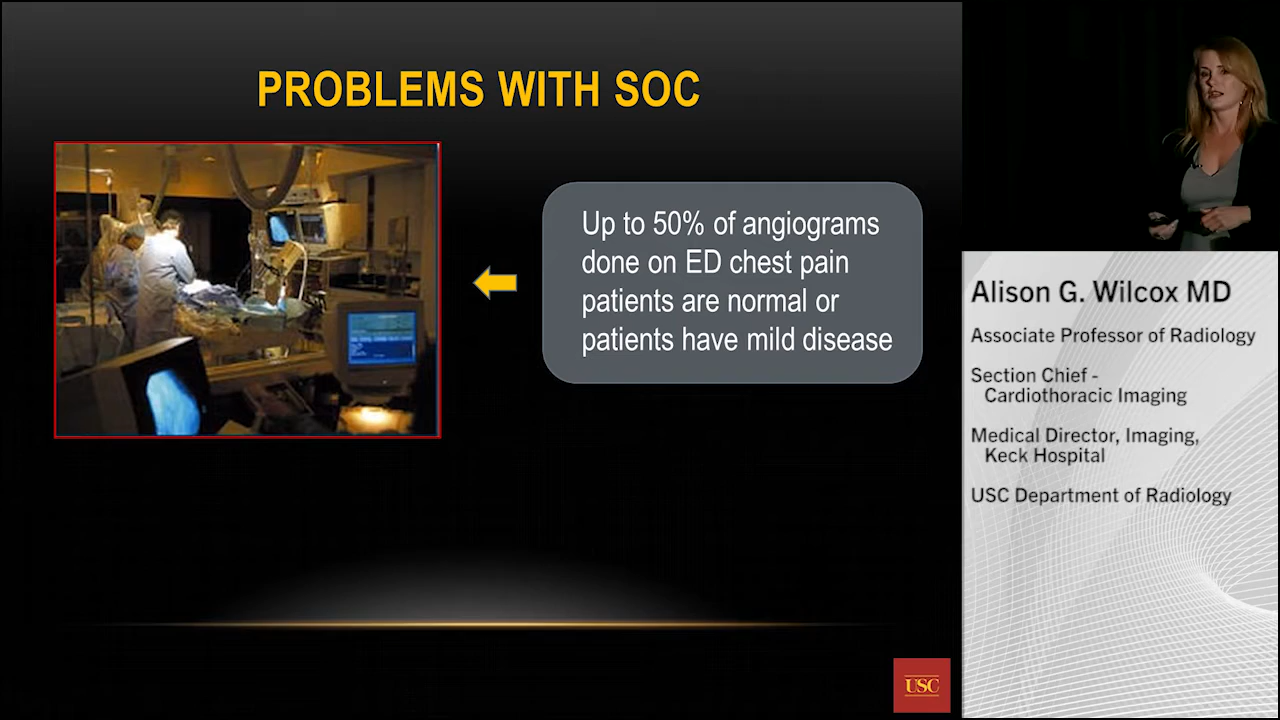 PROBLEMS WITH SOC
Up to 50% of angiograms
done on ED chest pain
patients are normal or
patients have mild disease
USC
Alison G. Wilcox MD
Associate Professor of Radiology
Section Chief -
Cardiothoracic Imaging
Medical Director, Imaging,
Keck Hospital
USC Department of Radiology